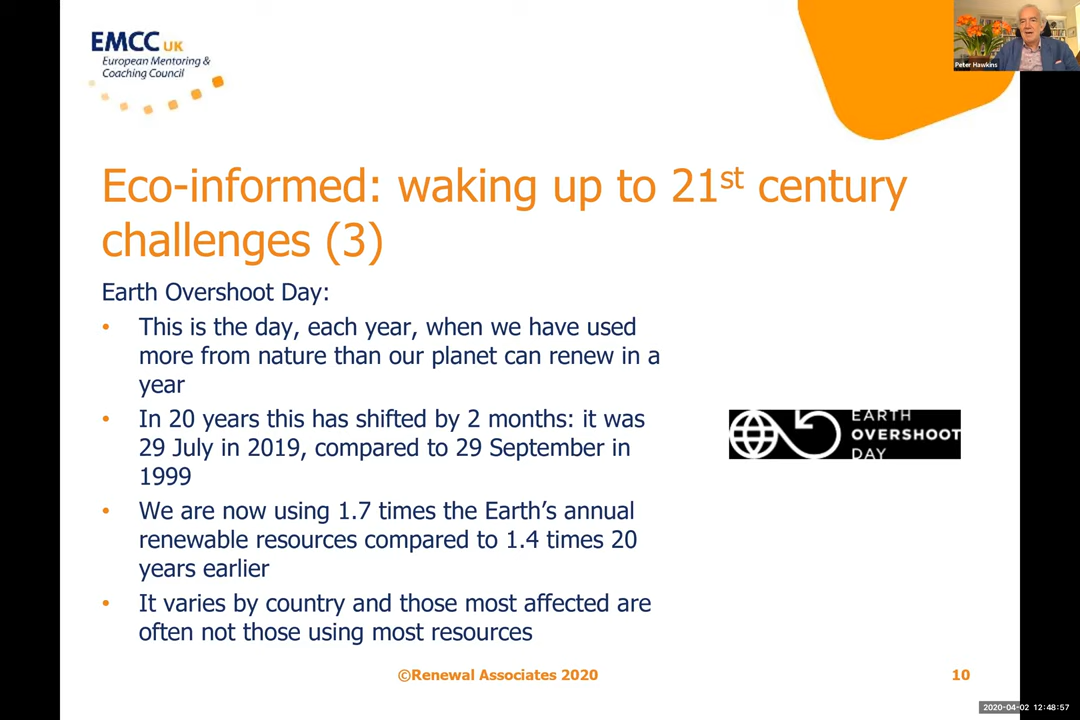 EMCC UK
European Mentoring &
Coaching Council
Peter Hawkins
Eco-informed: waking up to 21st century
challenges (3)
Earth Overshoot Day:
• This is the day, each year, when we have used
more from nature than our planet can renew in a
year
• In 20 years this has shifted by 2 months: it was
29 July in 2019, compared to 29 September in
1999
• We are now using 1.7 times the Earth’s annual
renewable resources compared to 1.4 times 20
years earlier
• It varies by country and those most affected are
often not those using most resources
EARTH
OVERSHOOT
DAY
©Renewal Associates 2020
10
2020-04-02 12:48:57